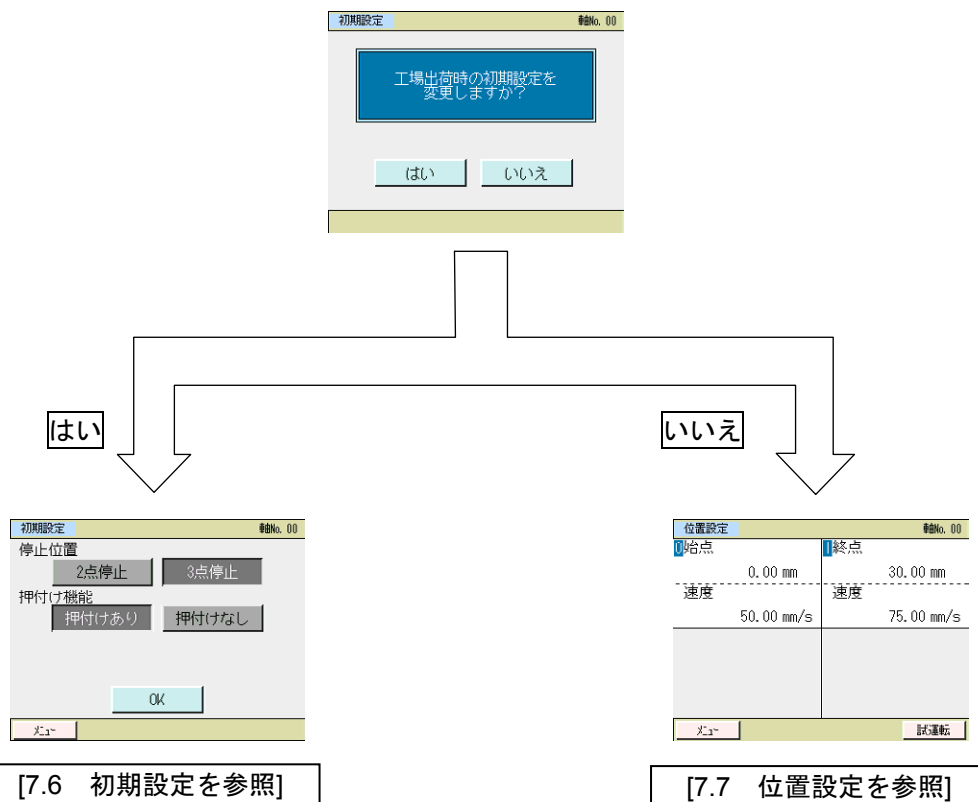 初期設定 軸No. 00
工場出荷時の初期設定を
変更しますか?
はい いいえ
はい
いいえ
初期設定 軸No. 00
停止位置
2点停止 3点停止
押付け機能
押付けあり 押付けなし
OK
メニュー
[7.6 初期設定を参照]
位置設定 軸No. 00
0始点 1終点
0.00 mm 30.00 mm
速度 速度
50.00 mm/s 75.00 mm/s
メニュー 試運転
[7.7 位置設定を参照]